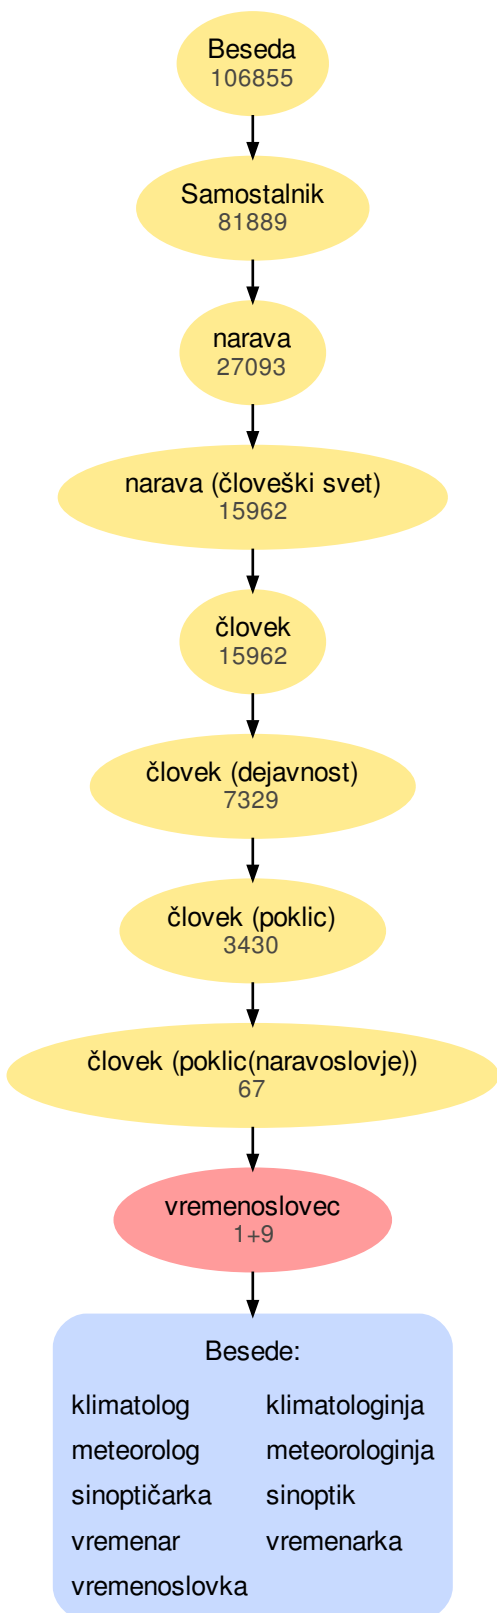 Beseda
106855
Samostalnik
81889
narava
27093
narava (človeški svet)
15962
človek
15962
človek (dejavnost)
7329
človek (poklic)
3430
človek (poklic(naravoslovje))
67
vremenoslovec
1+9
Besede:
klimatolog klimatologinja
meteorolog meteorologinja
sinoptičarka sinoptik
vremenar vremenarka
vremenoslovka